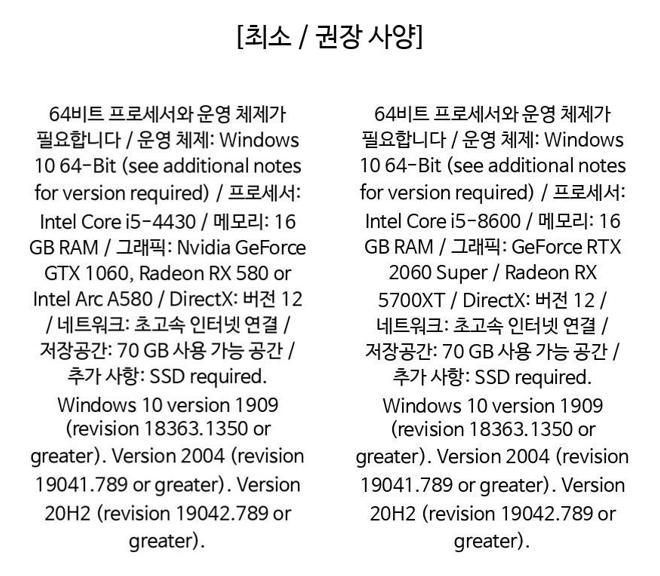 [최소 / 권장 사양]
64비트 프로세서와 운영 체제가
필요합니다 / 운영 체제: Windows
10 64-Bit (see additional notes
for version required) / 프로세서:
Intel Core i5-4430 / 메모리: 16
GB RAM / 그래픽: Nvidia GeForce
GTX 1060, Radeon RX 580 or
Intel Arc A580 / DirectX: 버전 12
/ 네트워크: 초고속 인터넷 연결 /
저장공간: 70 GB 사용 가능 공간 /
추가 사항: SSD required.
Windows 10 version 1909
(revision 18363.1350 or
greater). Version 2004 (revision
19041.789 or greater). Version
20H2 (revision 19042.789 or
greater).
64비트 프로세서와 운영 체제가
필요합니다 / 운영 체제: Windows
10 64-Bit (see additional notes
for version required) / 프로세서:
Intel Core i5-8600 / 메모리: 16
GB RAM / 그래픽: GeForce RTX
2060 Super / Radeon RX
5700XT / DirectX: 버전 12 /
네트워크: 초고속 인터넷 연결 /
저장공간: 70 GB 사용 가능 공간 /
추가 사항: SSD required.
Windows 10 version 1909
(revision 18363.1350 or
greater). Version 2004 (revision
19041.789 or greater). Version
20H2 (revision 19042.789 or
greater).